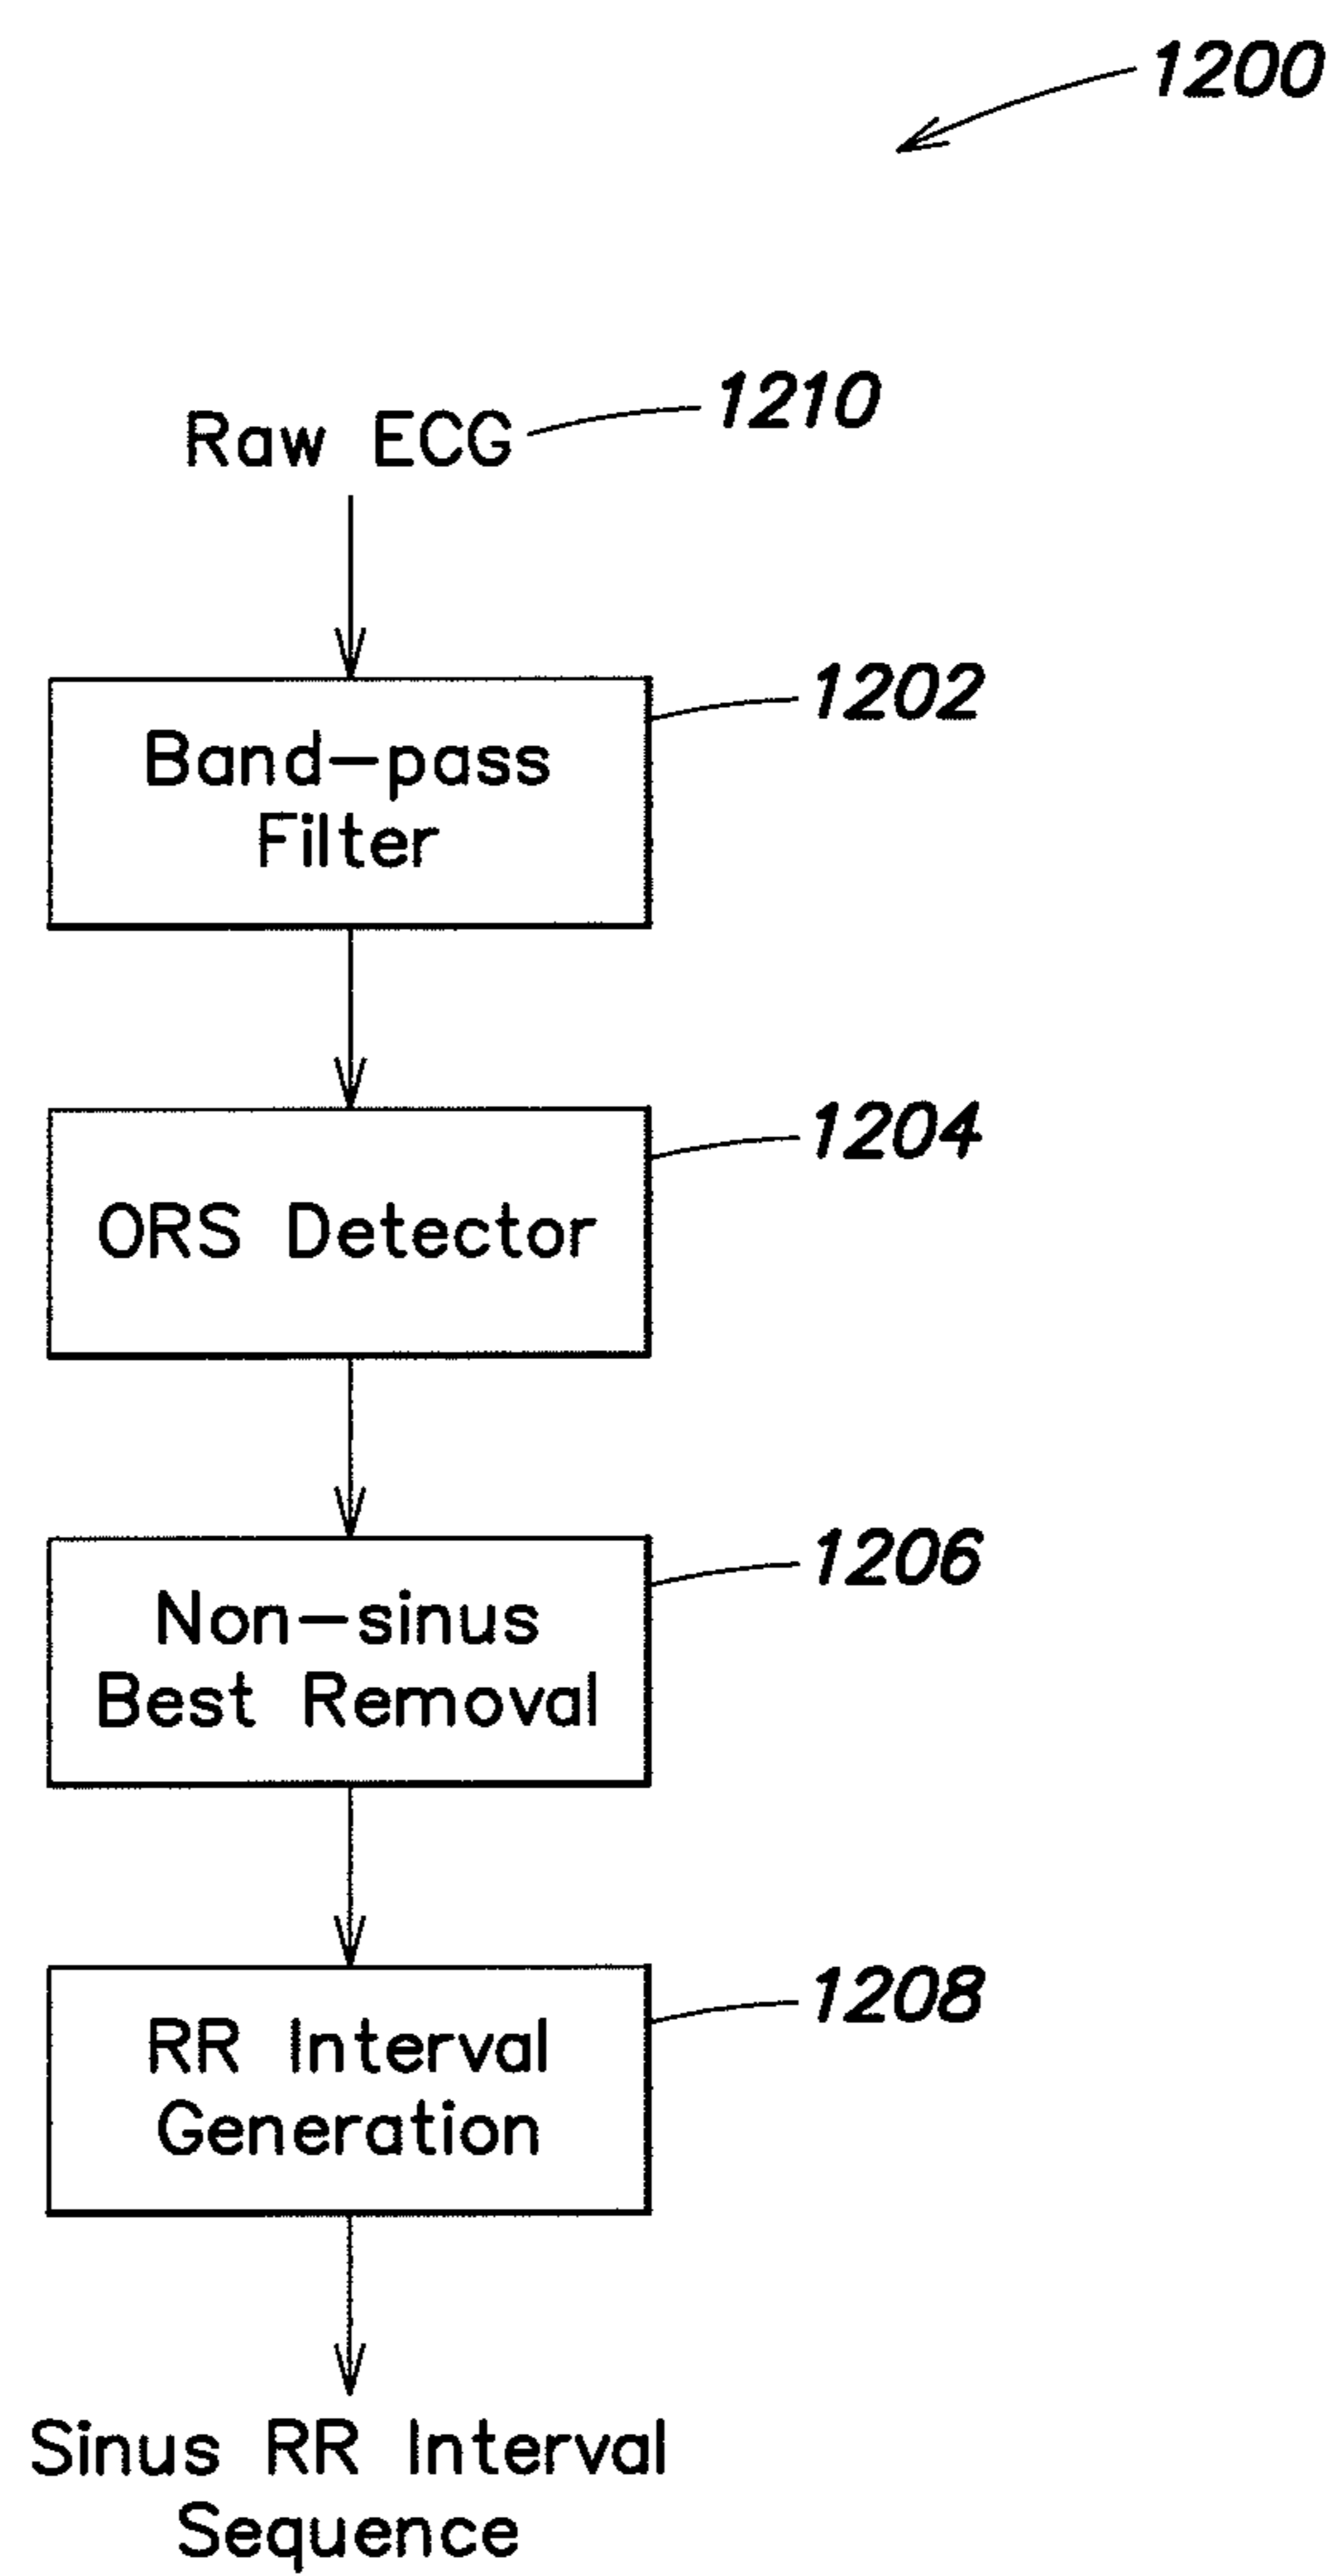 1200
Raw ECG
1210
Band-pass
Filter
1202
ORS Detector
1204
Non-sinus
Best Removal
1206
RR Interval
Generation
1208
Sinus RR Interval
Sequence